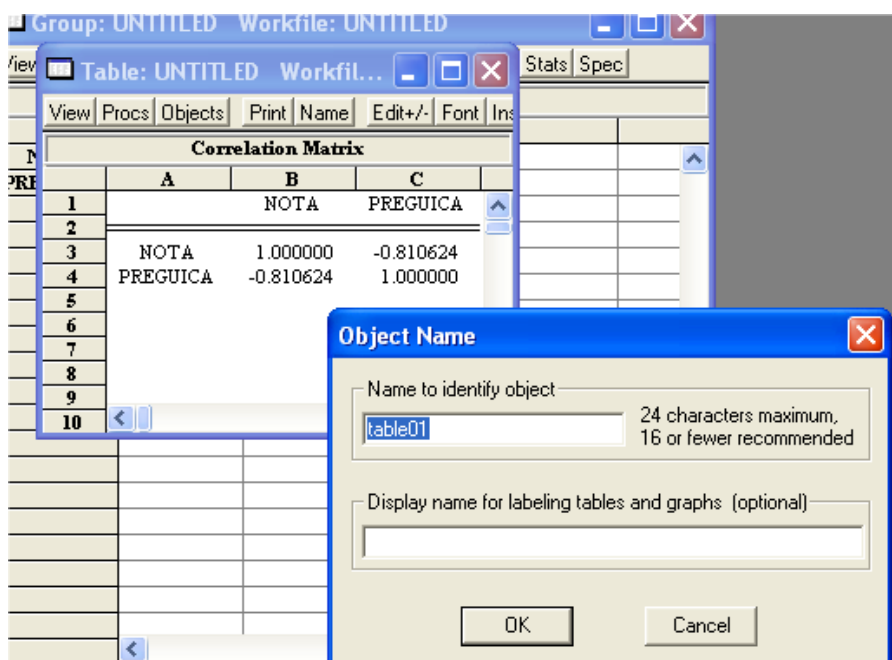 Group: UNTITLED Workfile: UNTITLED
Table: UNTITLED Workfil...
Stats Spec
View Procs Objects Print Name Edit+/- Font Ins
Correlation Matrix
A B C
1 NOTA PREGUICA
2
3 NOTA 1.000000 -0.810624
4 PREGUICA -0.810624 1.000000
5
6
7
8
9
10
Object Name
Name to identify object
table01
24 characters maximum,
16 or fewer recommended
Display name for labeling tables and graphs (optional)
OK Cancel